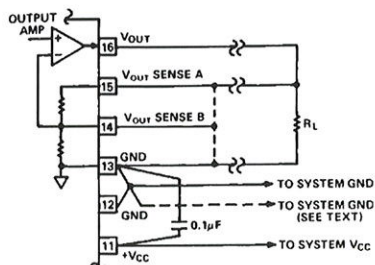 OUTPUT
AMP
+
−
16 VOUT
15 VOUT SENSE A
14 VOUT SENSE B
RL
13 GND
TO SYSTEM GND
TO SYSTEM GND
(SEE TEXT)
12 GND
0.1µF
11 +VCC
TO SYSTEM VCC